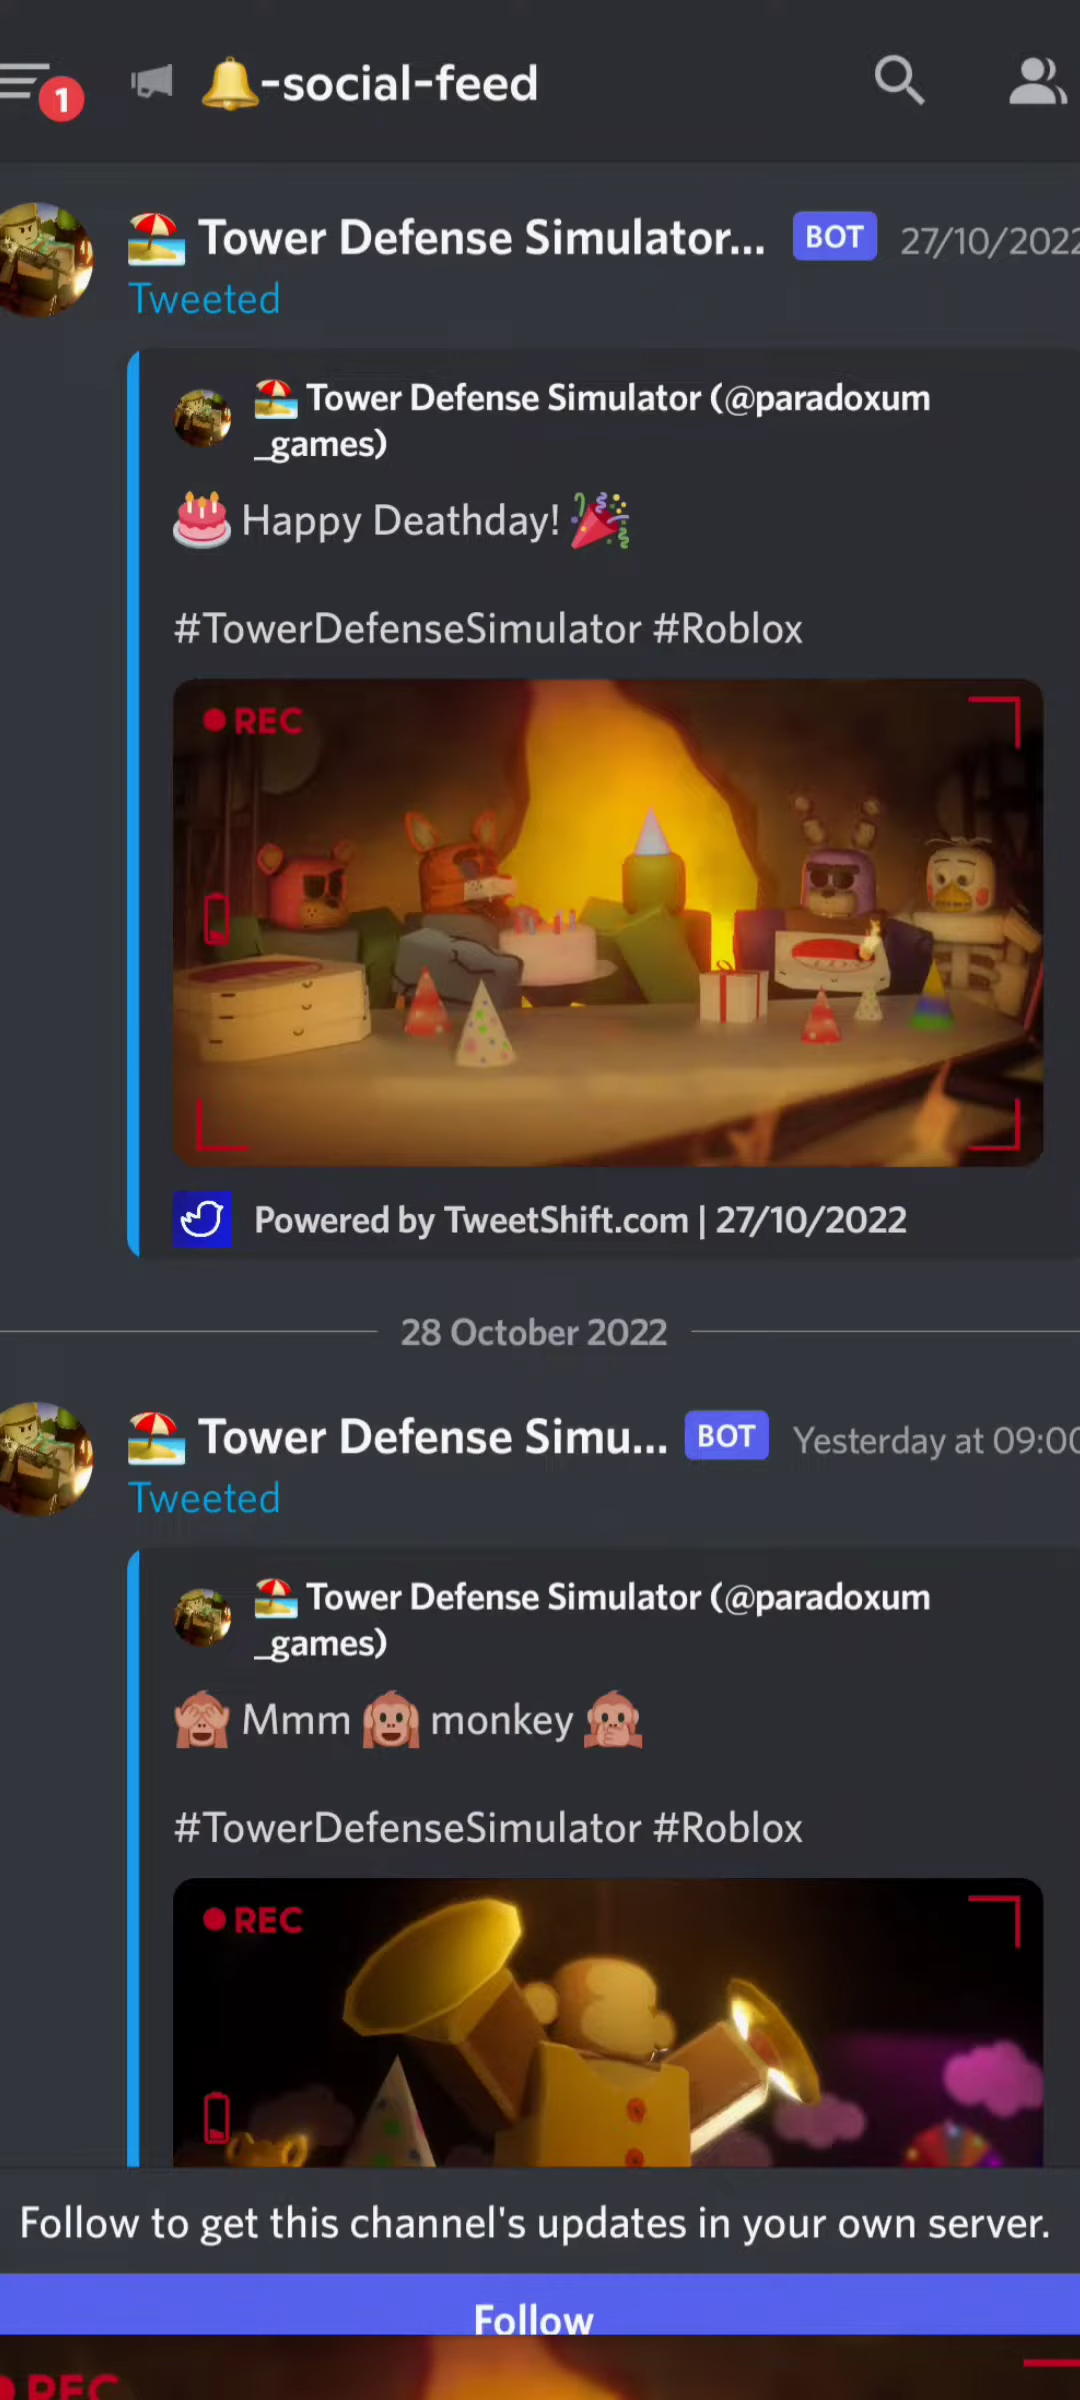 1
🔔-social-feed
🏖️ Tower Defense Simulator... BOT 27/10/2022
Tweeted
🏖️ Tower Defense Simulator (@paradoxum
_games)
🎂 Happy Deathday! 🎉
#TowerDefenseSimulator #Roblox
REC
Powered by TweetShift.com | 27/10/2022
28 October 2022
🏖️ Tower Defense Simu... BOT Yesterday at 09:00
Tweeted
🏖️ Tower Defense Simulator (@paradoxum
_games)
🙈 Mmm 🙉 monkey 🙊
#TowerDefenseSimulator #Roblox
REC
Follow to get this channel's updates in your own server.
Follow
REC